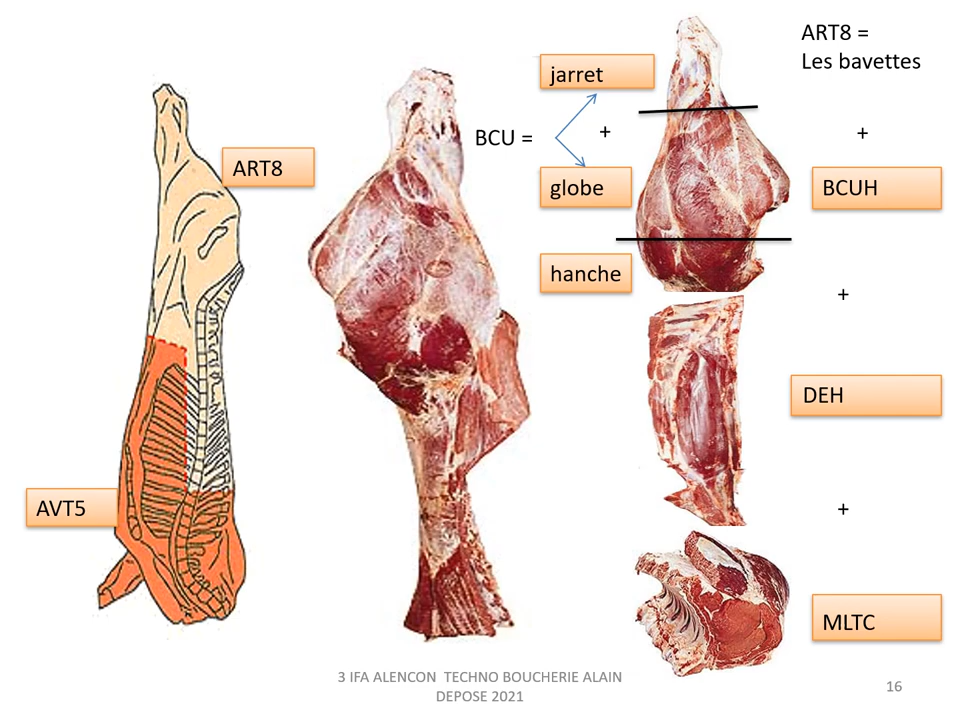 ART8 =
Les bavettes
jarret
BCU =
+
+
ART8
globe
BCUH
hanche
+
DEH
AVT5
+
MLTC
3 IFA ALENCON TECHNO BOUCHERIE ALAIN
DEPOSE 2021
16